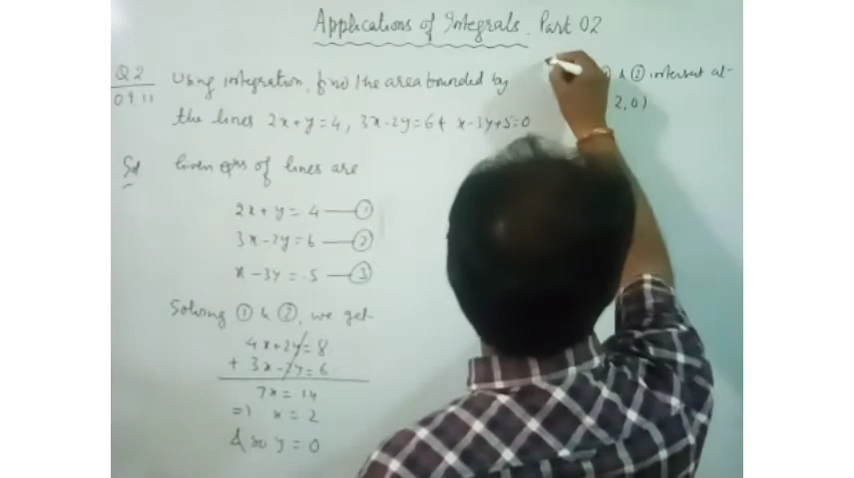 Applications of Integrals. Part 02
Q2
09.11
Using integration, find the area bounded by
the lines 2x+y=4, 3x-2y=6 & x-3y+5=0
Sol
Given eqns of lines are
2x+y = 4 —— ①
3x-2y = 6 —— ②
x-3y = -5 —— ③
Solving ① & ②, we get-
4x+2y = 8
+ 3x-2y = 6
7x = 14
=) x = 2
& so y = 0
& ② intersect at-
2,0)